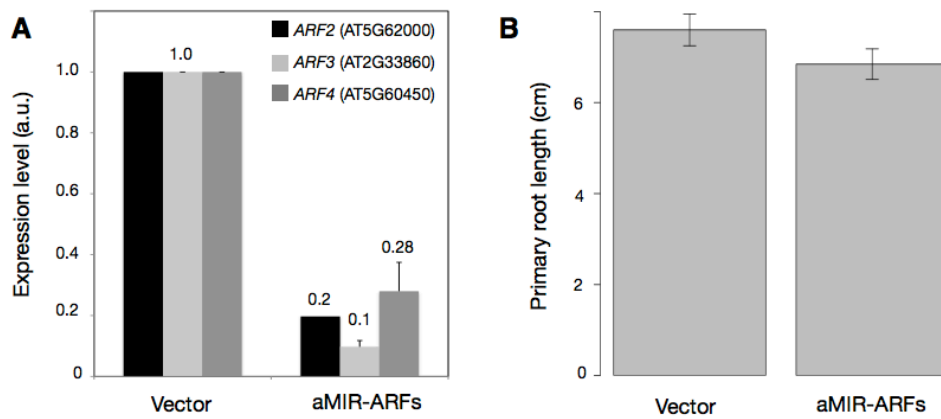 A
Expression level (a.u.)
1.0
0.8
0.6
0.4
0.2
0
1.0
ARF2 (AT5G62000)
ARF3 (AT2G33860)
ARF4 (AT5G60450)
0.2
0.1
0.28
Vector
aMIR-ARFs
B
Primary root length (cm)
6
4
2
0
Vector
aMIR-ARFs